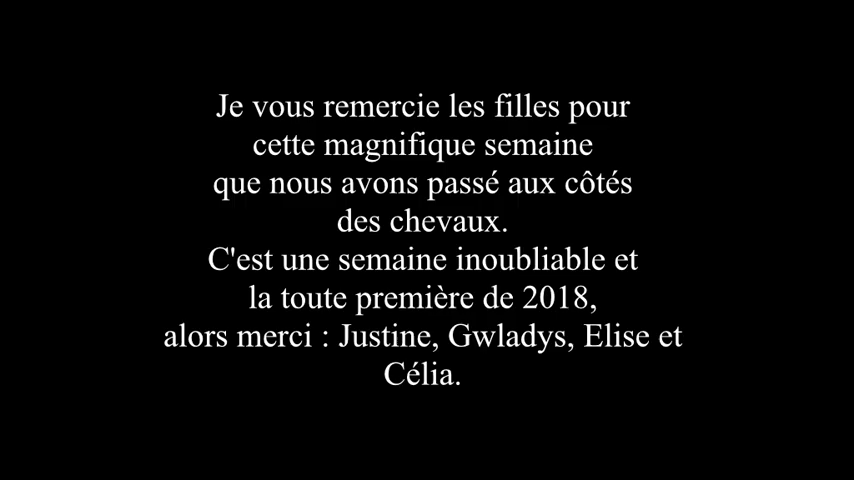 Je vous remercie les filles pour
cette magnifique semaine
que nous avons passé aux côtés
des chevaux.
C'est une semaine inoubliable et
la toute première de 2018,
alors merci : Justine, Gwladys, Elise et
Célia.